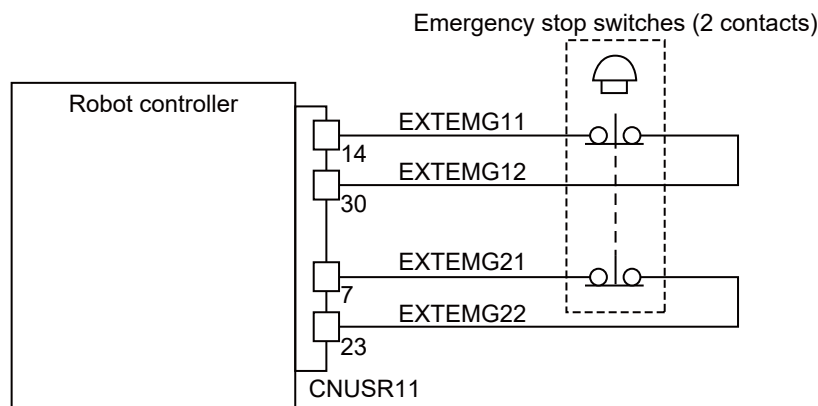 Emergency stop switches (2 contacts)
Robot controller
EXTEMG11
14
EXTEMG12
30
EXTEMG21
7
EXTEMG22
23
CNUSR11